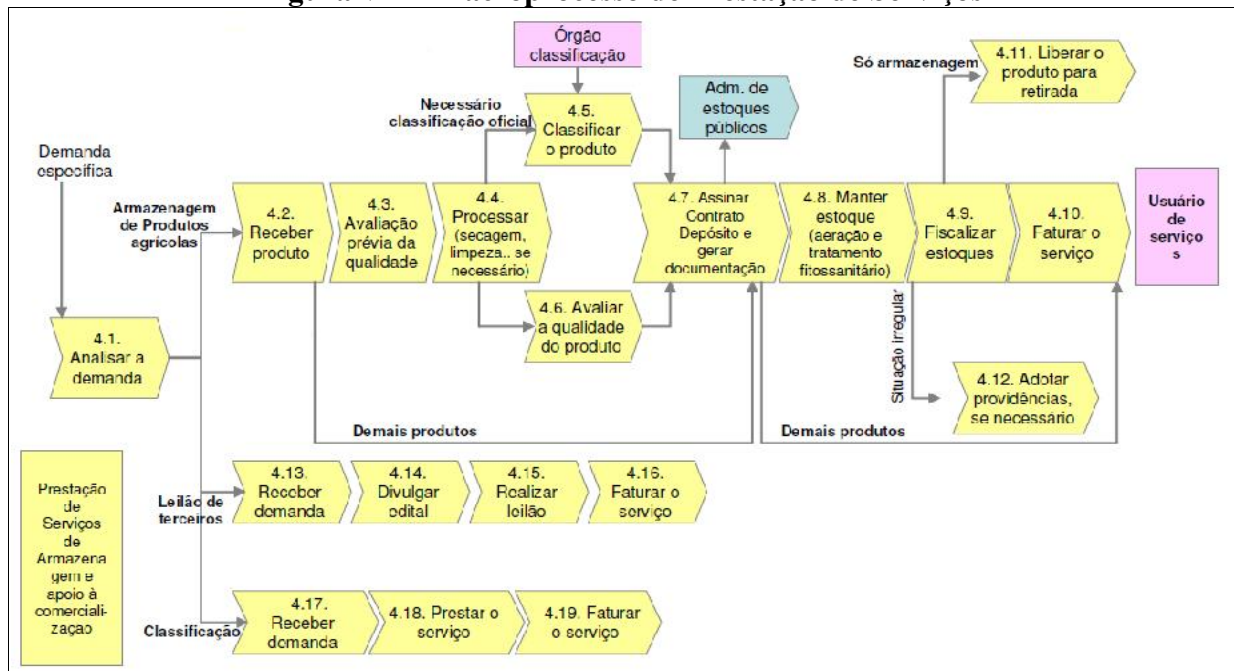 Órgão
classificação
4.11. Liberar o
produto para
retirada
Só armazenagem
Adm. de
estoques
públicos
Necessário
classificação oficial
4.5.
Classificar
o produto
Demanda
específica
Armazenagem
de Produtos
agrícolas
4.2.
Receber
produto
4.3.
Avaliação
prévia da
qualidade
4.4.
Processar
(secagem,
limpeza.. se
necessário)
4.7. Assinar
Contrato
Depósito e
gerar
documentação
4.8. Manter
estoque
(aeração e
tratamento
fitossanitário)
4.9.
Fiscalizar
estoques
4.10.
Faturar o
serviço
Usuário
de
serviço
s
4.6. Avaliar
a qualidade
do produto
4.1.
Analisar a
demanda
Situação irregular
4.12. Adotar
providências,
se necessário
Demais produtos
Demais produtos
Prestação
de
Serviços
de
Armazena
gem e
apoio à
comerciali-
zação
Leilão de
terceiros
4.13.
Receber
demanda
4.14.
Divulgar
edital
4.15.
Realizar
leilão
4.16.
Faturar o
serviço
Classificação
4.17.
Receber
demanda
4.18. Prestar o
serviço
4.19. Faturar
o serviço